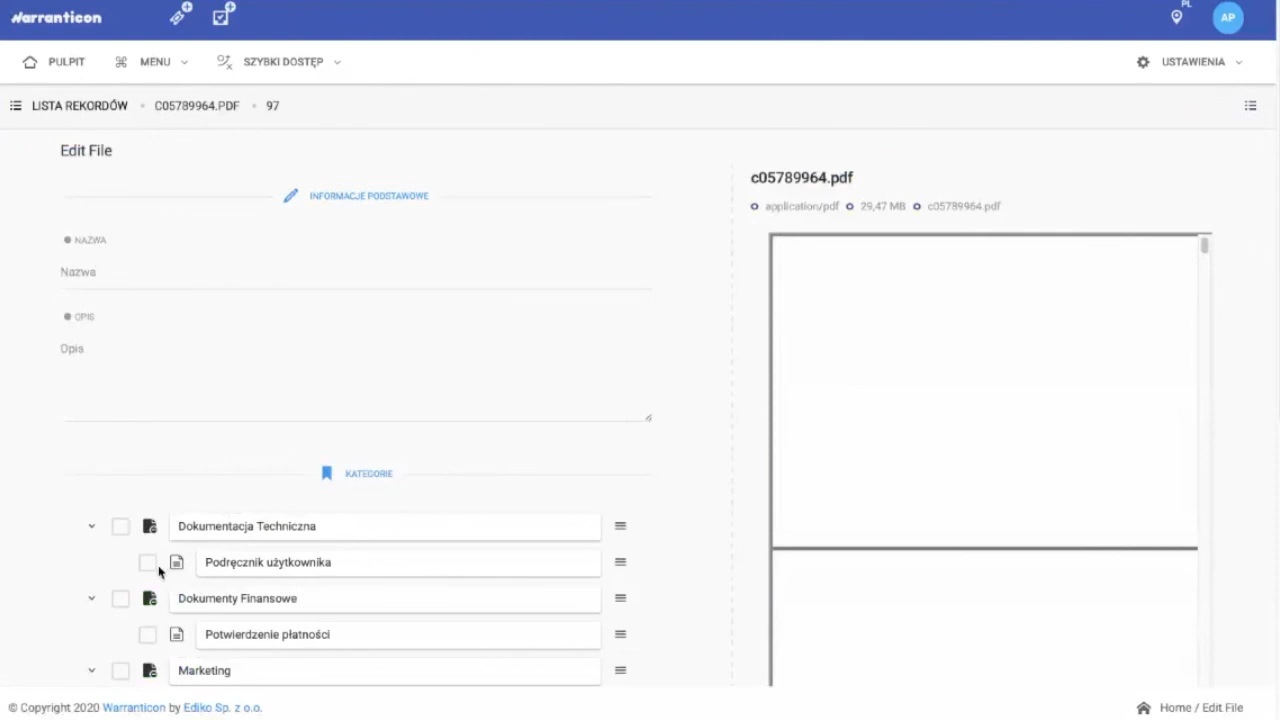 Warranticon
PL
AP
PULPIT MENU SZYBKI DOSTĘP USTAWIENIA
LISTA REKORDÓW C05789964.PDF 97
Edit File
INFORMACJE PODSTAWOWE
NAZWA
Nazwa
OPIS
Opis
KATEGORIE
Dokumentacja Techniczna
Podręcznik użytkownika
Dokumenty Finansowe
Potwierdzenie płatności
Marketing
c05789964.pdf
application/pdf 29,47 MB c05789964.pdf
© Copyright 2020 Warranticon by Ediko Sp. z o.o.
Home / Edit File